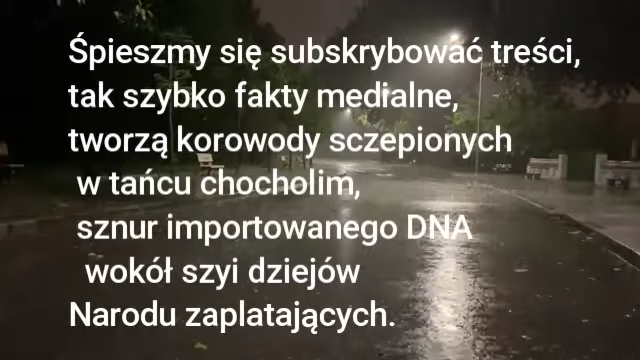 Śpieszmy się subskrybować treści,
tak szybko fakty medialne,
tworzą korowody sczepionych
w tańcu chocholim,
sznur importowanego DNA
wokół szyi dziejów
Narodu zaplatających.